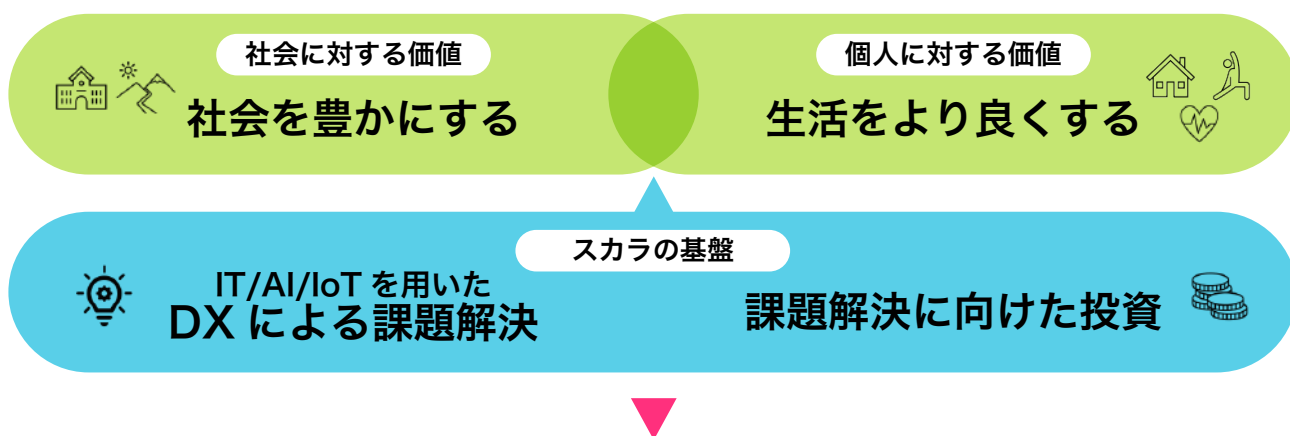 社会に対する価値
社会を豊かにする
個人に対する価値
生活をより良くする
スカラの基盤
IT/AI/IoT を用いた
DX による課題解決
課題解決に向けた投資